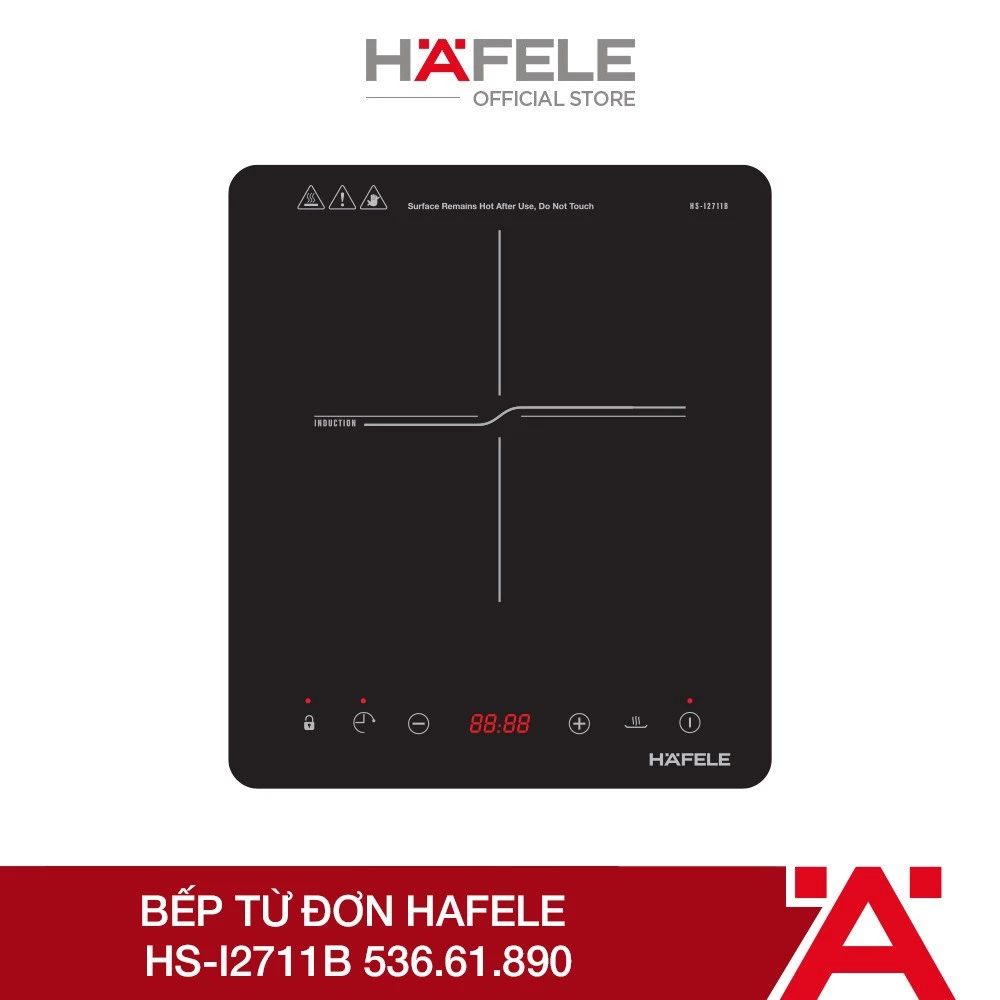 HÄFELE
OFFICIAL STORE
Surface Remains Hot After Use, Do Not Touch
HS-I2711B
INDUCTION
88:88
HÄFELE
BẾP TỪ ĐƠN HAFELE
HS-I2711B 536.61.890